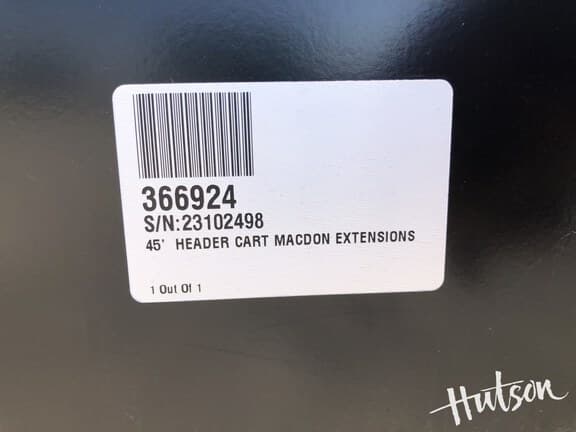 366924
S/N:23102498
45' HEADER CART MACDON EXTENSIONS
1 Out Of 1
Hutson